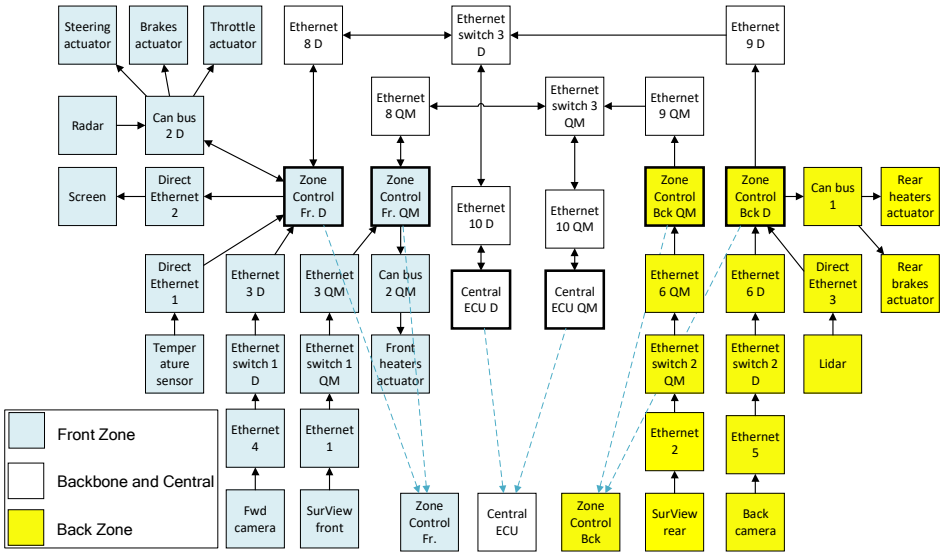 Steering
actuator
Brakes
actuator
Throttle
actuator
Ethernet
8 D
Ethernet
switch 3
D
Ethernet
9 D
Radar
Can bus
2 D
Ethernet
8 QM
Ethernet
switch 3
QM
Ethernet
9 QM
Screen
Direct
Ethernet
2
Zone
Control
Fr. D
Zone
Control
Fr. QM
Ethernet
10 D
Ethernet
10 QM
Zone
Control
Bck QM
Zone
Control
Bck D
Can bus
1
Rear
heaters
actuator
Direct
Ethernet
1
Ethernet
3 D
Ethernet
3 QM
Can bus
2 QM
Central
ECU D
Central
ECU QM
Ethernet
6 QM
Ethernet
6 D
Direct
Ethernet
3
Rear
brakes
actuator
Temper
ature
sensor
Ethernet
switch 1
D
Ethernet
switch 1
QM
Front
heaters
actuator
Ethernet
switch 2
QM
Ethernet
switch 2
D
Lidar
Front Zone
Backbone and Central
Back Zone
Ethernet
4
Ethernet
1
Ethernet
2
Ethernet
5
Fwd
camera
SurView
front
Zone
Control
Fr.
Central
ECU
Zone
Control
Bck
SurView
rear
Back
camera